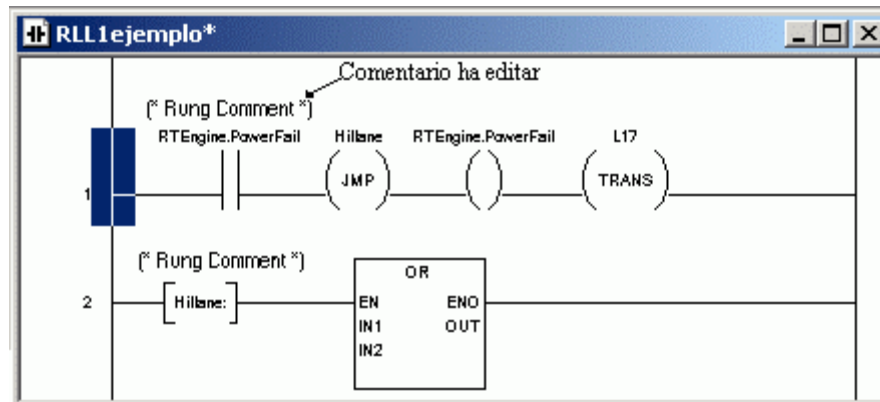 RLL1ejemplo*
Comentario ha editar
(* Rung Comment *)
RTEngine.PowerFail Hillane RTEngine.PowerFail L17
JMP TRANS
1
(* Rung Comment *)
OR
2 Hillane: EN ENO
IN1 OUT
IN2